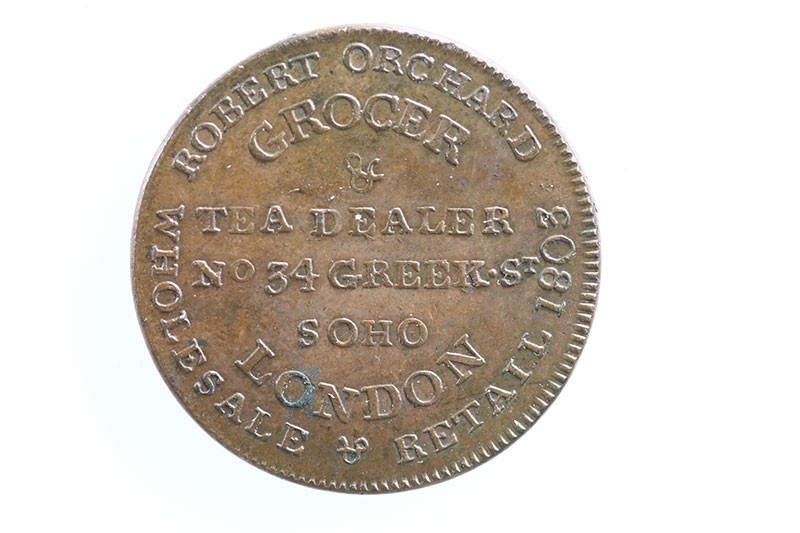 ROBERT ORCHARD
GROCER
&
TEA DEALER
No 34 GREEK·ST
SOHO
LONDON
WHOLESALE & RETAIL 1803